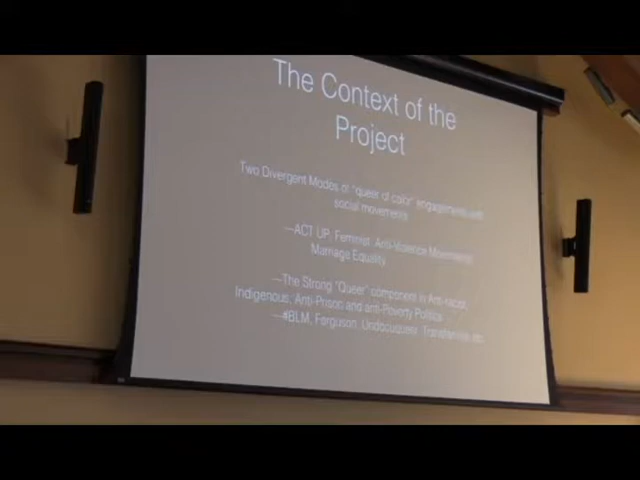 The Context of the
Project
Two Divergent Modes of "queer of color" engagements with
social movements
—ACT UP, Feminist, Anti-Violence Movements,
Marriage Equality
—The Strong "Queer" component in Anti-racist,
Indigenous, Anti-Prison and anti-Poverty Politics
—#BLM, Ferguson, Undocuqueer, etc.